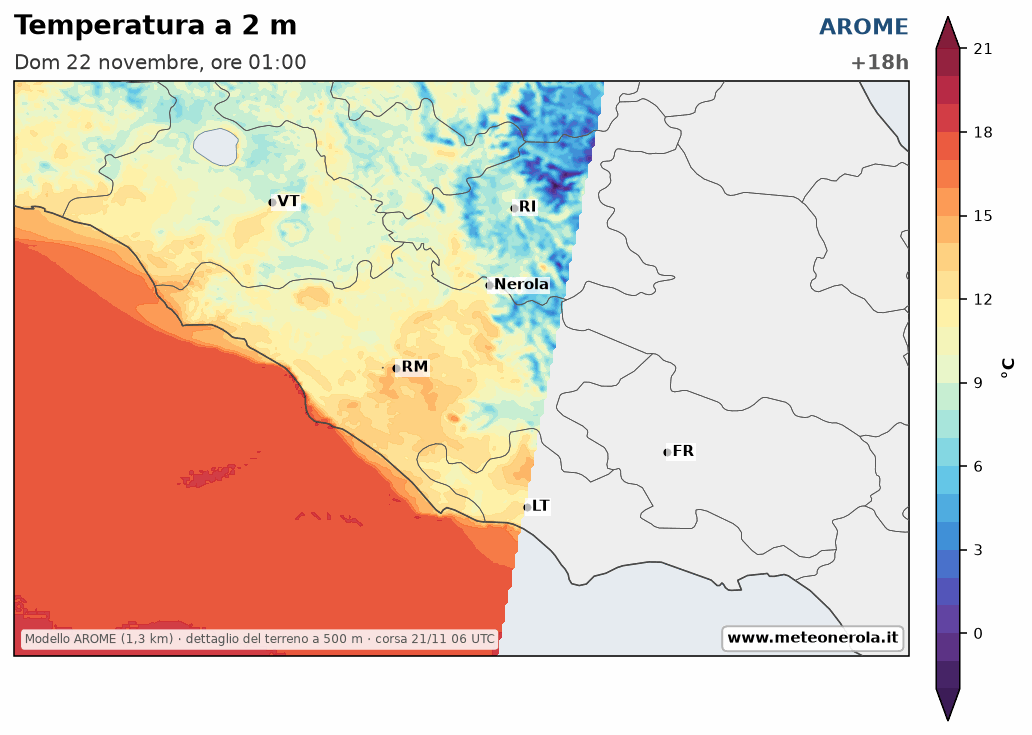 Temperatura a 2 m
AROME
Dom 22 novembre, ore 01:00
+18h
21
18
15
12
9
6
3
0
°C
VT
RI
Nerola
RM
FR
LT
Modello AROME (1,3 km) · dettaglio del terreno a 500 m · corsa 21/11 06 UTC
www.meteonerola.it